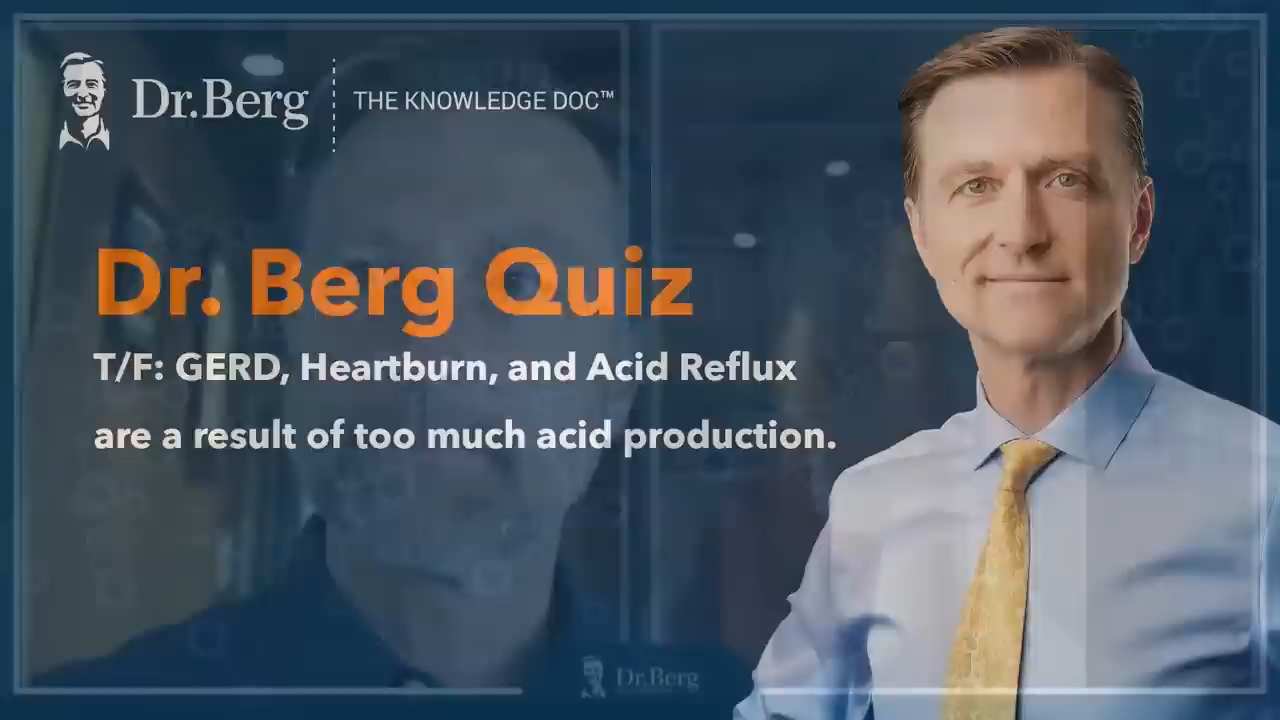 Dr.Berg
THE KNOWLEDGE DOC™
Dr. Berg Quiz
T/F: GERD, Heartburn, and Acid Reflux
are a result of too much acid production.
Dr.Berg